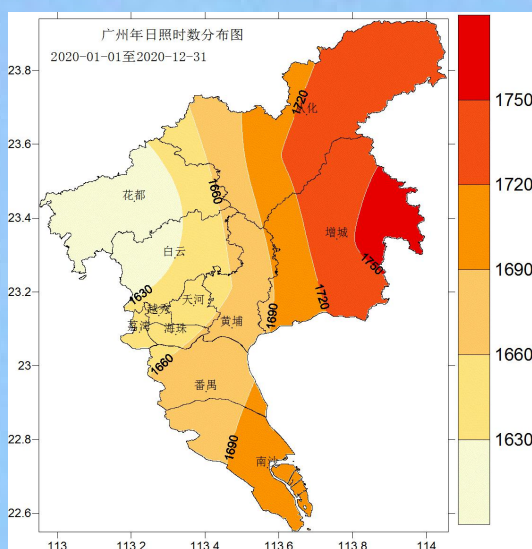 广州年日照时数分布图
2020-01-01至2020-12-31
23.8
23.6
23.4
23.2
23
22.8
22.6
113
113.2
113.4
113.6
113.8
114
1720
从化
1660
花都
增城
白云
1750
1630
天河
1720
越秀
1690
荔湾
海珠
黄埔
1660
番禺
1690
南沙
1750
1720
1690
1660
1630